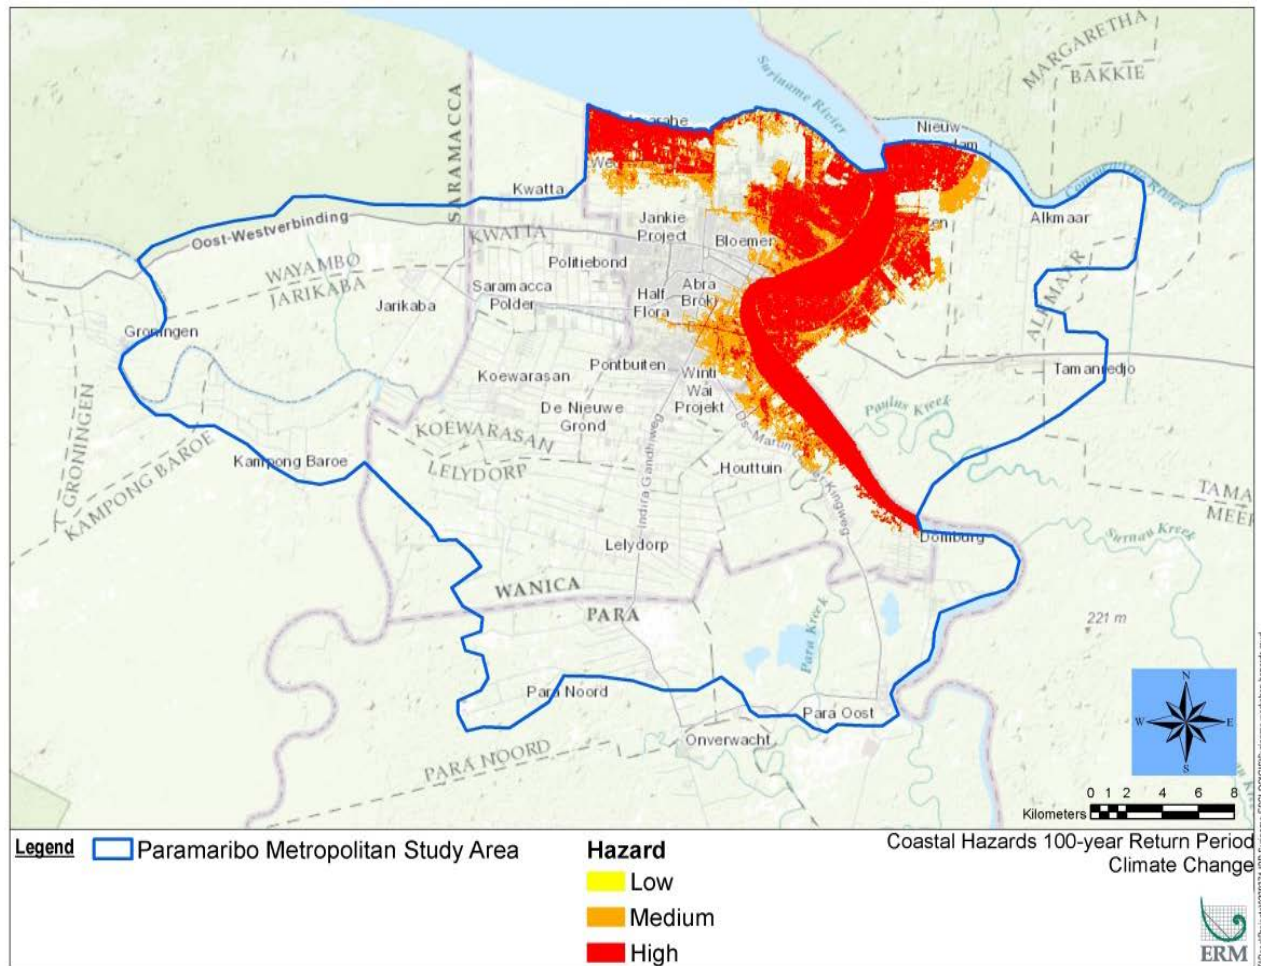 MARGARETHA
BAKKIE
Suriname Rivier
SARAMACCA
Nieuw
Kwatta
Alkmaar
Oost-Westverbinding
KWATTA
Jankie
Project
Bloemen
WAYAMBO
JARIKABA
Politiebond
ALKMAAR
Jarikaba
Saramacca
Polder
Half
Flora
Abra
Broki
Groningen
Pontbuiten
Winti
Wai
Projekt
Tamanredjo
Koewarasan
De Nieuwe
Grond
Paulus Kreek
GRONINGEN
KAMPONG BAROE
KOEWARASAN
LELYDORP
Kampong Baroe
Indira Gandhiweg
Houttuin
Kingweg
TAMA
MEER
Surnau Kreek
Domburg
Lelydorp
WANICA
PARA
221 m
Para Kreek
Para Noord
Para Oost
Onverwacht
PARA NOORD
N
W E
S
0 1 2 4 6 8
Kilometers
Legend
Paramaribo Metropolitan Study Area
Hazard
Low
Medium
High
Coastal Hazards 100-year Return Period
Climate Change
ERM